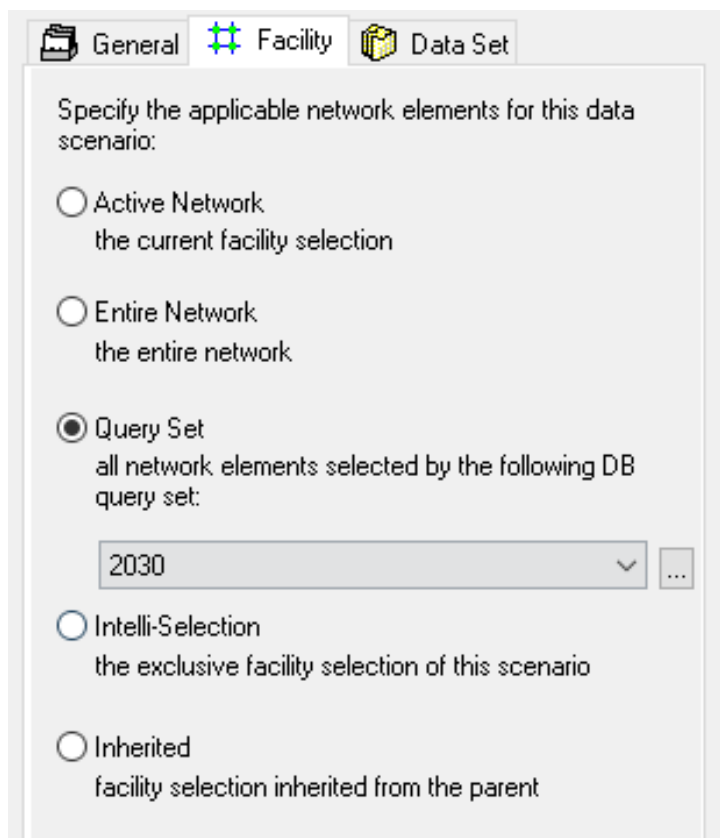 General Facility Data Set
Specify the applicable network elements for this data
scenario:
Active Network
the current facility selection
Entire Network
the entire network
Query Set
all network elements selected by the following DB
query set:
2030 ...
Intelli-Selection
the exclusive facility selection of this scenario
Inherited
facility selection inherited from the parent